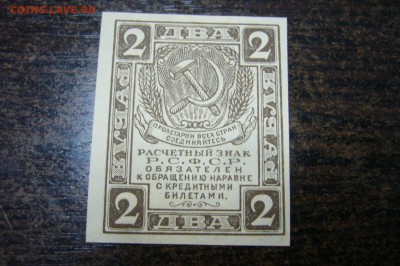 COINS.LAVE.RU
2 ДВА 2
РУБЛЯ
РУБЛЯ
ПРОЛЕТАРИИ ВСЕХ СТРАН
СОЕДИНЯЙТЕСЬ
РАСЧЕТНЫЙ ЗНАК
Р.С.Ф.С.Р.
ОБЯЗАТЕЛЕН
К ОБРАЩЕНИЮ НАРАВНЕ
С КРЕДИТНЫМИ
БИЛЕТАМИ.
2 ДВА 2